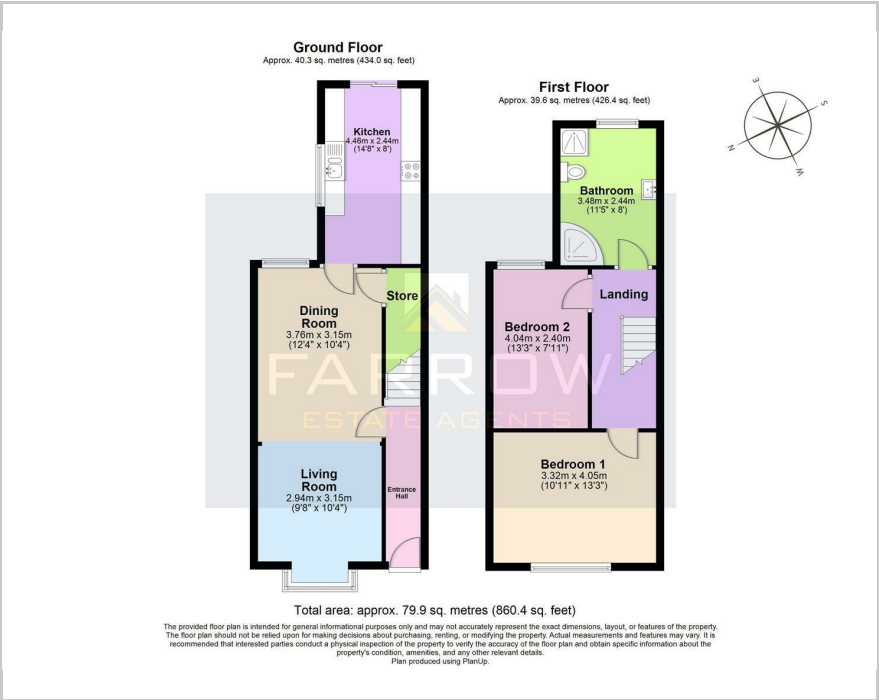 Ground Floor
Approx. 40.3 sq. metres (434.0 sq. feet)
Kitchen
4.46m x 2.44m
(14'8" x 8')
Dining
Room
3.76m x 3.15m
(12'4" x 10'4")
Store
Living
Room
2.94m x 3.15m
(9'8" x 10'4")
Entrance
Hall
First Floor
Approx. 39.6 sq. metres (426.4 sq. feet)
Bathroom
3.48m x 2.44m
(11'5" x 8')
Landing
Bedroom 2
4.04m x 2.40m
(13'3" x 7'11")
Bedroom 1
3.32m x 4.05m
(10'11" x 13'3")
E
S
N
W
FARROW
ESTATE AGENTS
Total area: approx. 79.9 sq. metres (860.4 sq. feet)
The provided floor plan is intended for general informational purposes only and may not accurately represent the exact dimensions, layout, or features of the property.
The floor plan should not be relied upon for making decisions about purchasing, renting, or modifying the property. Actual measurements and features may vary. It is
recommended that interested parties conduct a physical inspection of the property to verify the accuracy of the floor plan and obtain specific information about the
property's condition, amenities, and any other relevant details.
Plan produced using PlanUp.